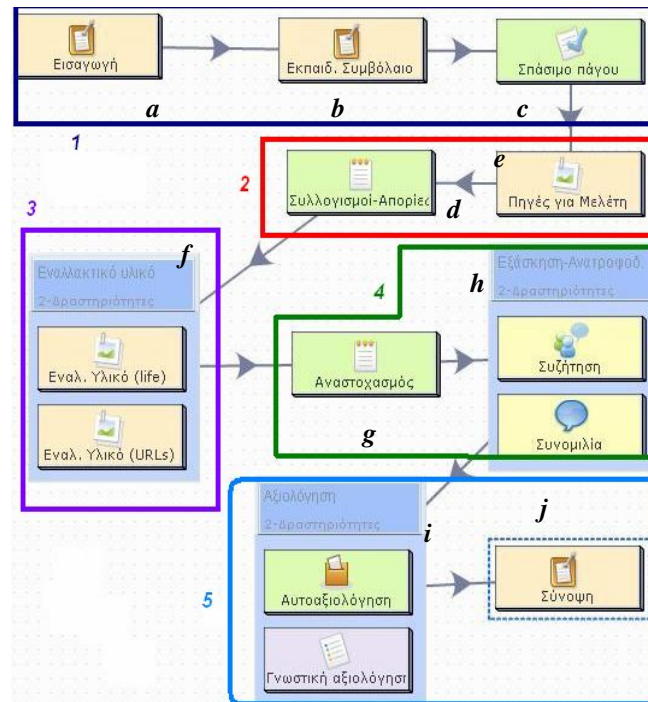 Εισαγωγή
Εκπαιδ. Συμβόλαιο
Σπάσιμο πάγου
a
b
c
1
e
2
Συλλογισμοί-Απορίες
d
Πηγές για Μελέτη
3
f
Εναλλακτικό υλικό
2-Δραστηριότητες
Εναλ. Υλικό (life)
Εναλ. Υλικό (URLs)
4
h
Εξάσκηση-Ανατροφοδ.
2-Δραστηριότητες
Αναστοχασμός
Συζήτηση
g
Συνομιλία
5
Αξιολόγηση
2-Δραστηριότητες
i
j
Αυτοαξιολόγηση
Σύνοψη
Γνωστική αξιολόγησ